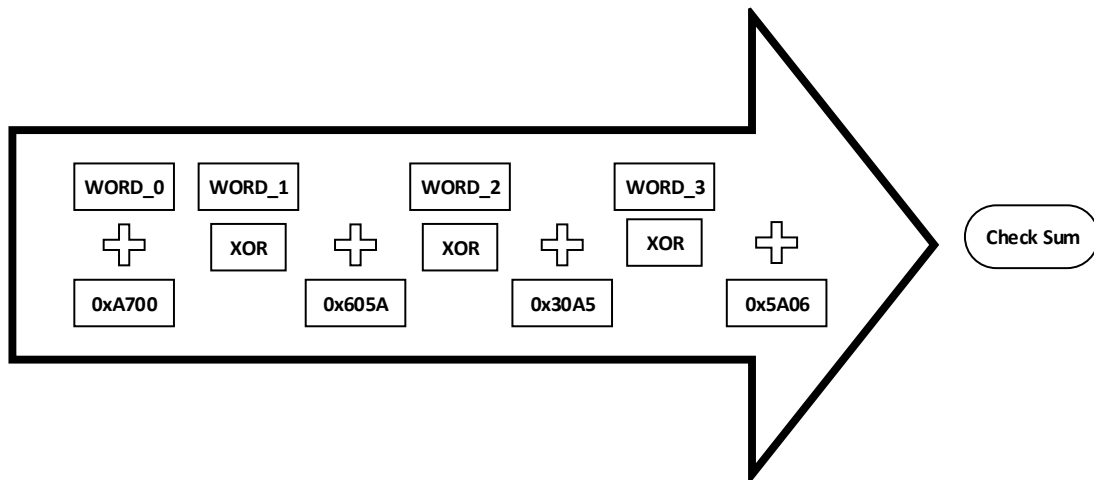 WORD_0 WORD_1 WORD_2 WORD_3
XOR XOR XOR
0xA700 0x605A 0x30A5 0x5A06
Check Sum